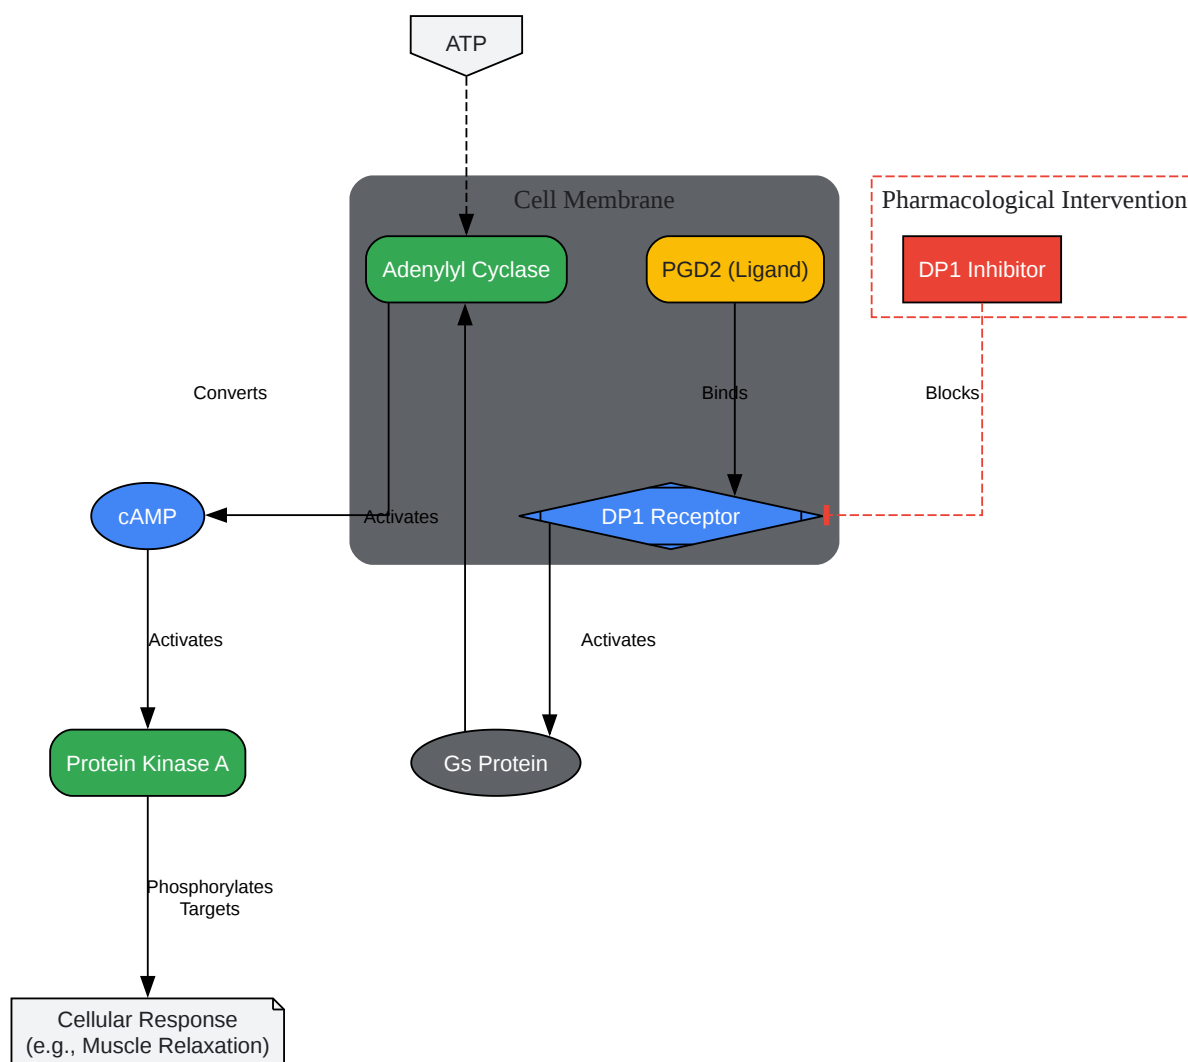 ATP
Cell Membrane
Pharmacological Intervention
Adenylyl Cyclase
PGD2 (Ligand)
DP1 Inhibitor
Converts
Binds
Blocks
cAMP
Activates
DP1 Receptor
Activates
Activates
Protein Kinase A
Gs Protein
Phosphorylates
Targets
Cellular Response
(e.g., Muscle Relaxation)